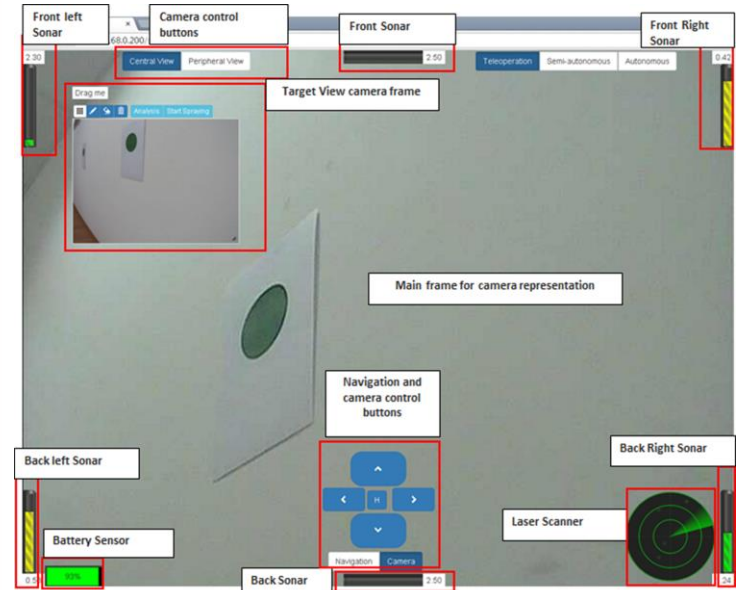 Front left
Sonar
Camera control
buttons
Front Sonar
Front Right
Sonar
68.0.200/
2.30
Central View
Peripheral View
2.50
Teleoperation
Semi-autonomous
Autonomous
0.42
Drag me
Target View camera frame
Analysis
Start Spraying
Main frame for camera representation
Navigation and
camera control
buttons
Back left Sonar
Back Right Sonar
H
Laser Scanner
Battery Sensor
Navigation
Camera
93%
Back Sonar
2.50
24